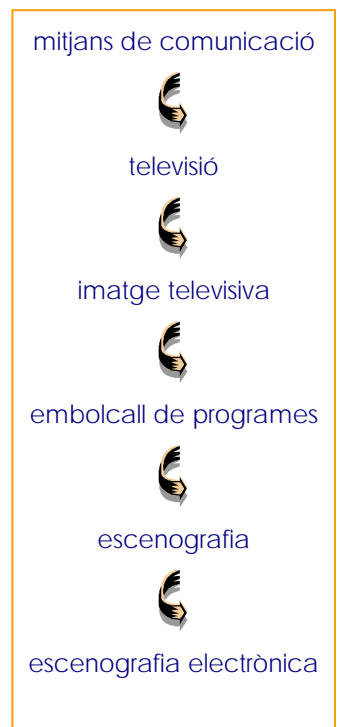 mitjans de comunicació
televisió
imatge televisiva
embolcall de programes
escenografia
escenografia electrònica